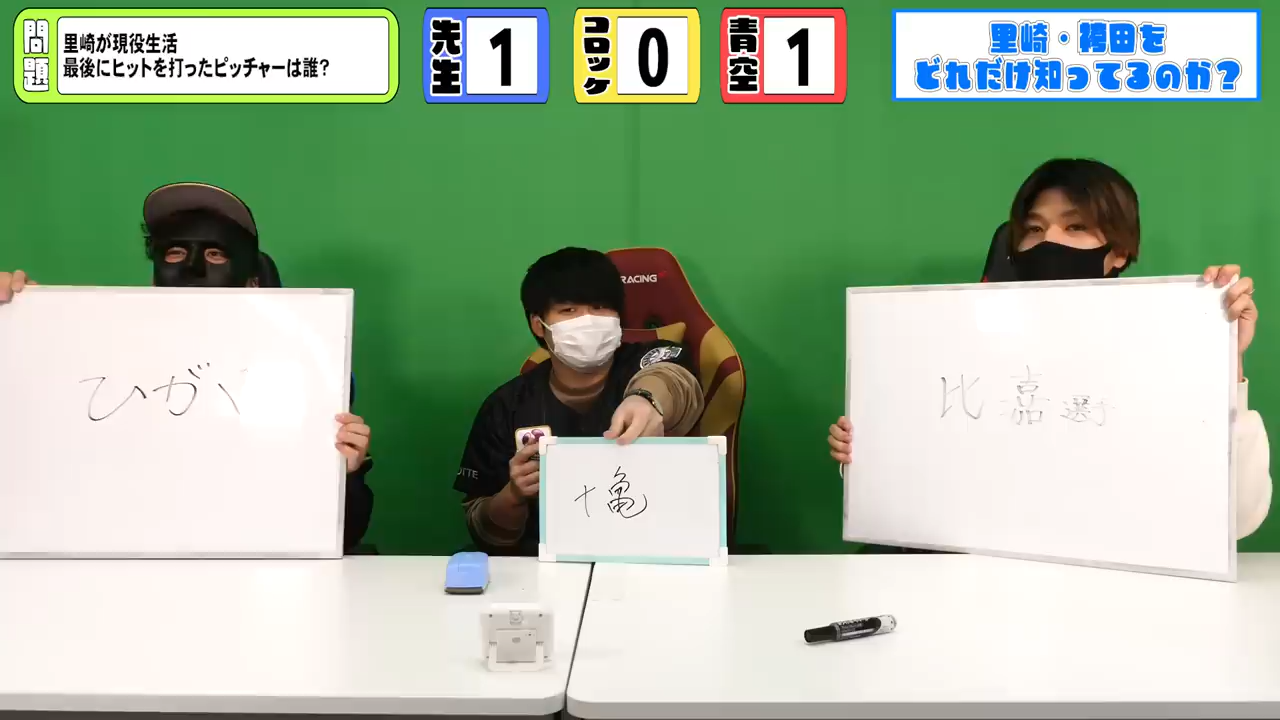 問題
里崎が現役生活
最後にヒットを打ったピッチャーは誰?
先生
1
コロッケ
0
青空
1
里崎・袴田を
どれだけ知ってるのか?
RACING
ひが
十亀
比嘉選手